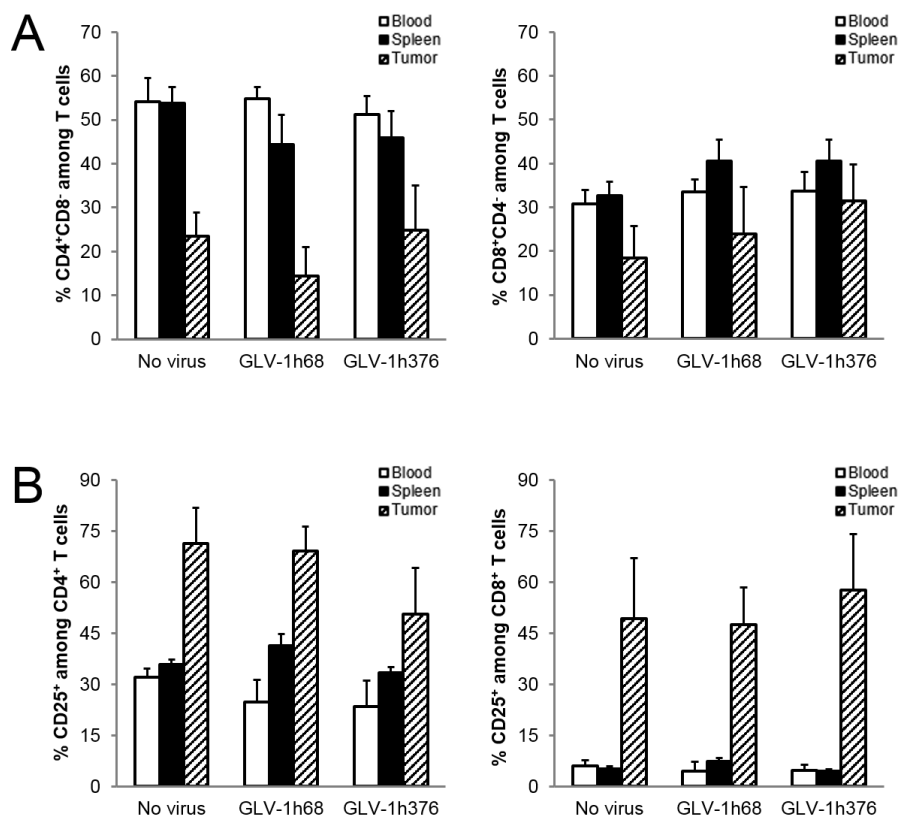 A
% CD4⁺CD8⁻ among T cells
70
60
50
40
30
20
10
0
Blood
Spleen
Tumor
No virus GLV-1h68 GLV-1h376
% CD8⁺CD4⁻ among T cells
70
60
50
40
30
20
10
0
Blood
Spleen
Tumor
No virus GLV-1h68 GLV-1h376
B
% CD25⁺ among CD4⁺ T cells
90
75
60
45
30
15
0
Blood
Spleen
Tumor
No virus GLV-1h68 GLV-1h376
% CD25⁺ among CD8⁺ T cells
90
75
60
45
30
15
0
Blood
Spleen
Tumor
No virus GLV-1h68 GLV-1h376